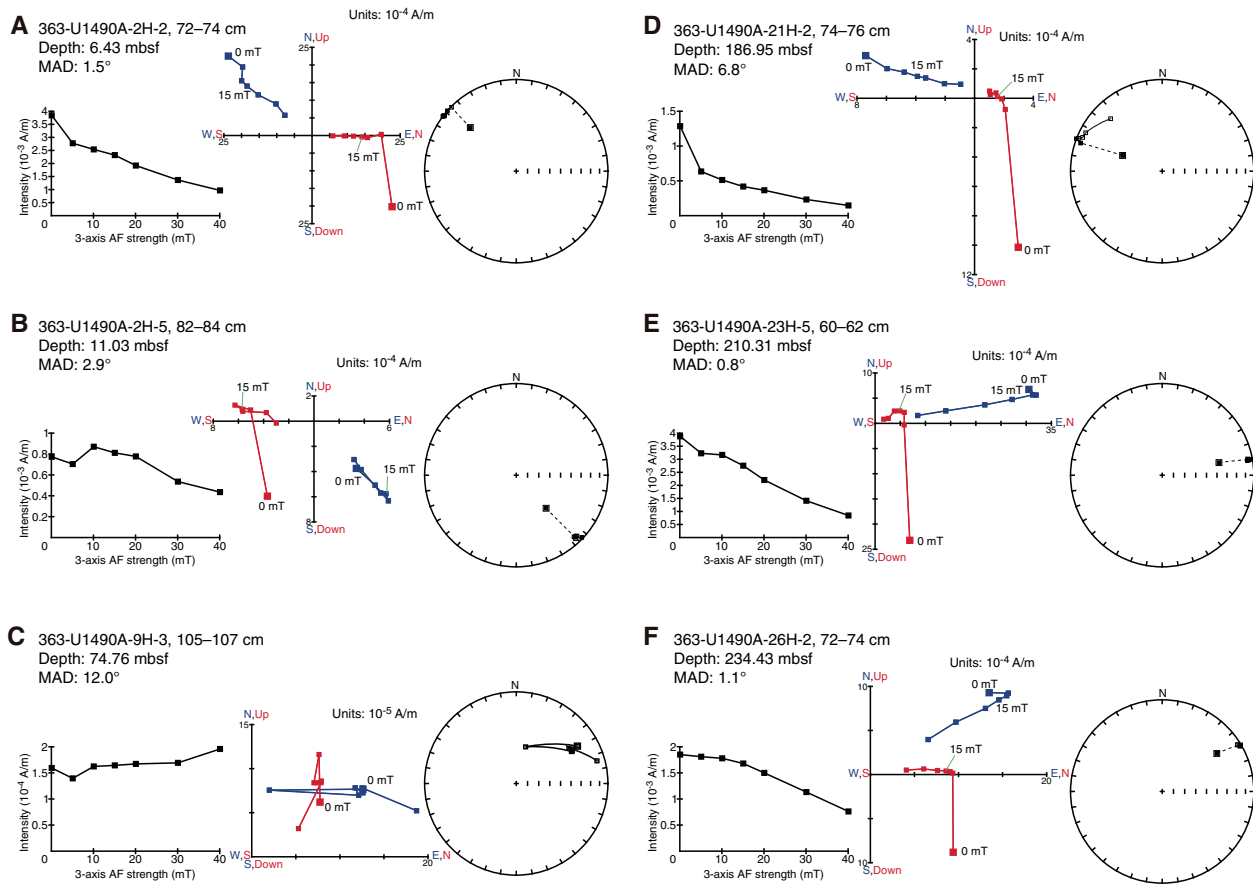 A
363-U1490A-2H-2, 72–74 cm
Depth: 6.43 mbsf
MAD: 1.5°
Units: 10-4 A/m
N,Up
25
0 mT
15 mT
W,S
25
E,N
25
15 mT
0 mT
25
S,Down
N
Intensity (10-3 A/m)
4
3.5
3
2.5
2
1.5
1
0.5
0 10 20 30 40
3-axis AF strength (mT)
B
363-U1490A-2H-5, 82–84 cm
Depth: 11.03 mbsf
MAD: 2.9°
Units: 10-4 A/m
N,Up
2
15 mT
W,S
8
E,N
6
0 mT
15 mT
0 mT
8
S,Down
N
Intensity (10-3 A/m)
1
0.8
0.6
0.4
0.2
0 10 20 30 40
3-axis AF strength (mT)
C
363-U1490A-9H-3, 105–107 cm
Depth: 74.76 mbsf
MAD: 12.0°
Units: 10-5 A/m
N,Up
15
0 mT
0 mT
W,S
S,Down
E,N
20
N
Intensity (10-4 A/m)
2
1.5
1
0.5
0 10 20 30 40
3-axis AF strength (mT)
D
363-U1490A-21H-2, 74–76 cm
Depth: 186.95 mbsf
MAD: 6.8°
Units: 10-4 A/m
N,Up
4
0 mT
15 mT
15 mT
W,S
8
E,N
4
0 mT
12
S,Down
N
Intensity (10-3 A/m)
1.5
1
0.5
0 10 20 30 40
3-axis AF strength (mT)
E
363-U1490A-23H-5, 60–62 cm
Depth: 210.31 mbsf
MAD: 0.8°
Units: 10-4 A/m
N,Up
10
15 mT
0 mT
15 mT
W,S
E,N
35
0 mT
25
S,Down
N
Intensity (10-3 A/m)
4
3.5
3
2.5
2
1.5
1
0.5
0 10 20 30 40
3-axis AF strength (mT)
F
363-U1490A-26H-2, 72–74 cm
Depth: 234.43 mbsf
MAD: 1.1°
Units: 10-4 A/m
N,Up
10
0 mT
15 mT
15 mT
W,S
E,N
20
0 mT
10
S,Down
N
Intensity (10-3 A/m)
2
1.5
1
0.5
0 10 20 30 40
3-axis AF strength (mT)